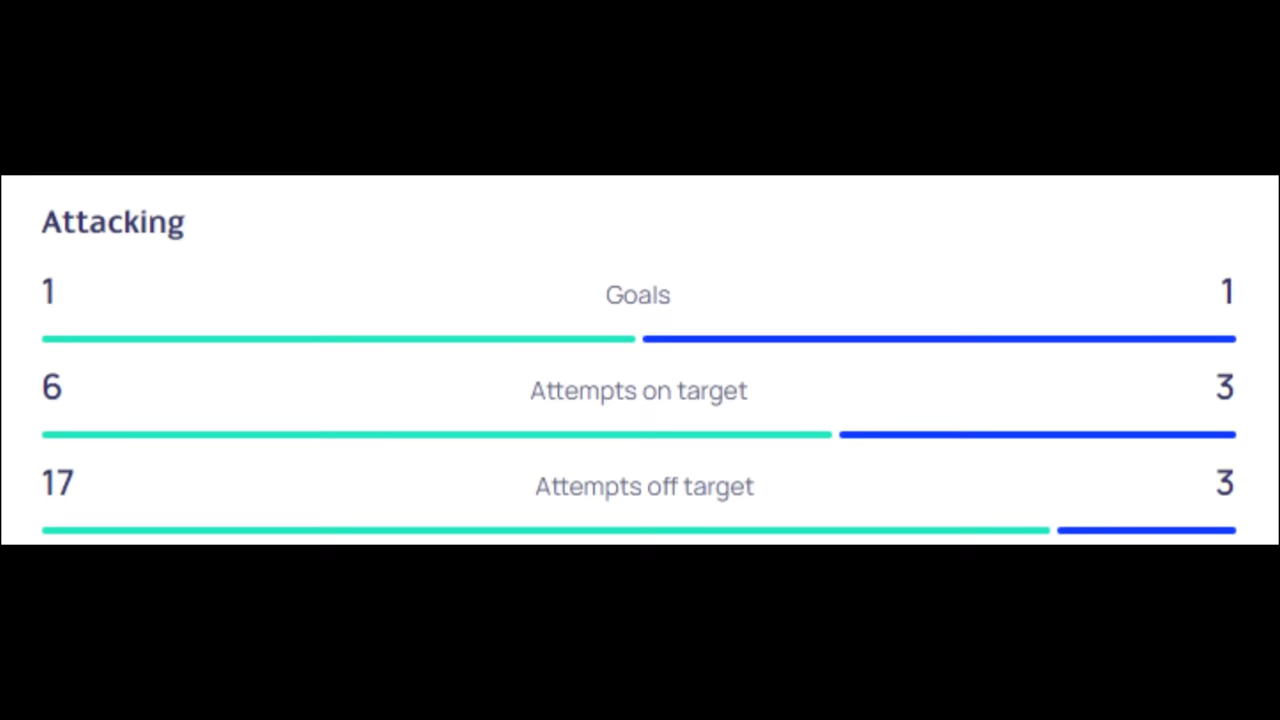 Attacking
1 Goals 1
6 Attempts on target 3
17 Attempts off target 3